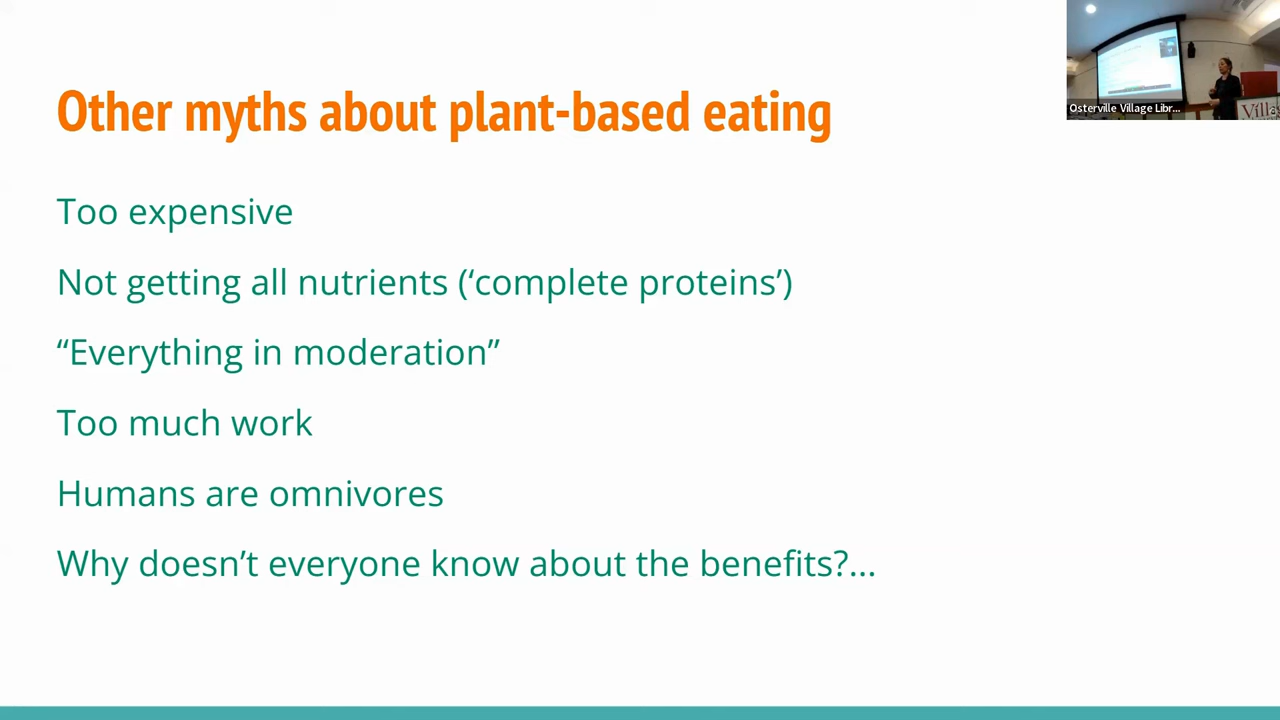 Other myths about plant-based eating
Osterville Village Libr...
Villa
Too expensive
Not getting all nutrients (‘complete proteins’)
“Everything in moderation”
Too much work
Humans are omnivores
Why doesn’t everyone know about the benefits?...